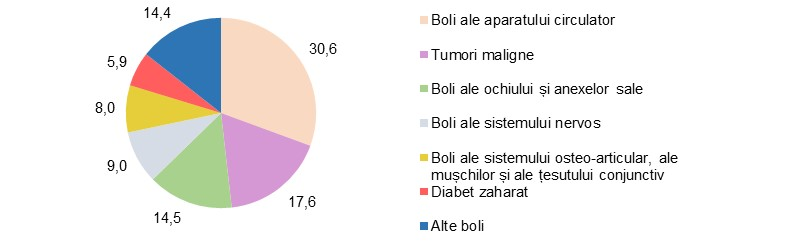 14,4
30,6
5,9
8,0
9,0
14,5
17,6
Boli ale aparatului circulator
Tumori maligne
Boli ale ochiului și anexelor sale
Boli ale sistemului nervos
Boli ale sistemului osteo-articular, ale
mușchilor și ale țesutului conjunctiv
Diabet zaharat
Alte boli